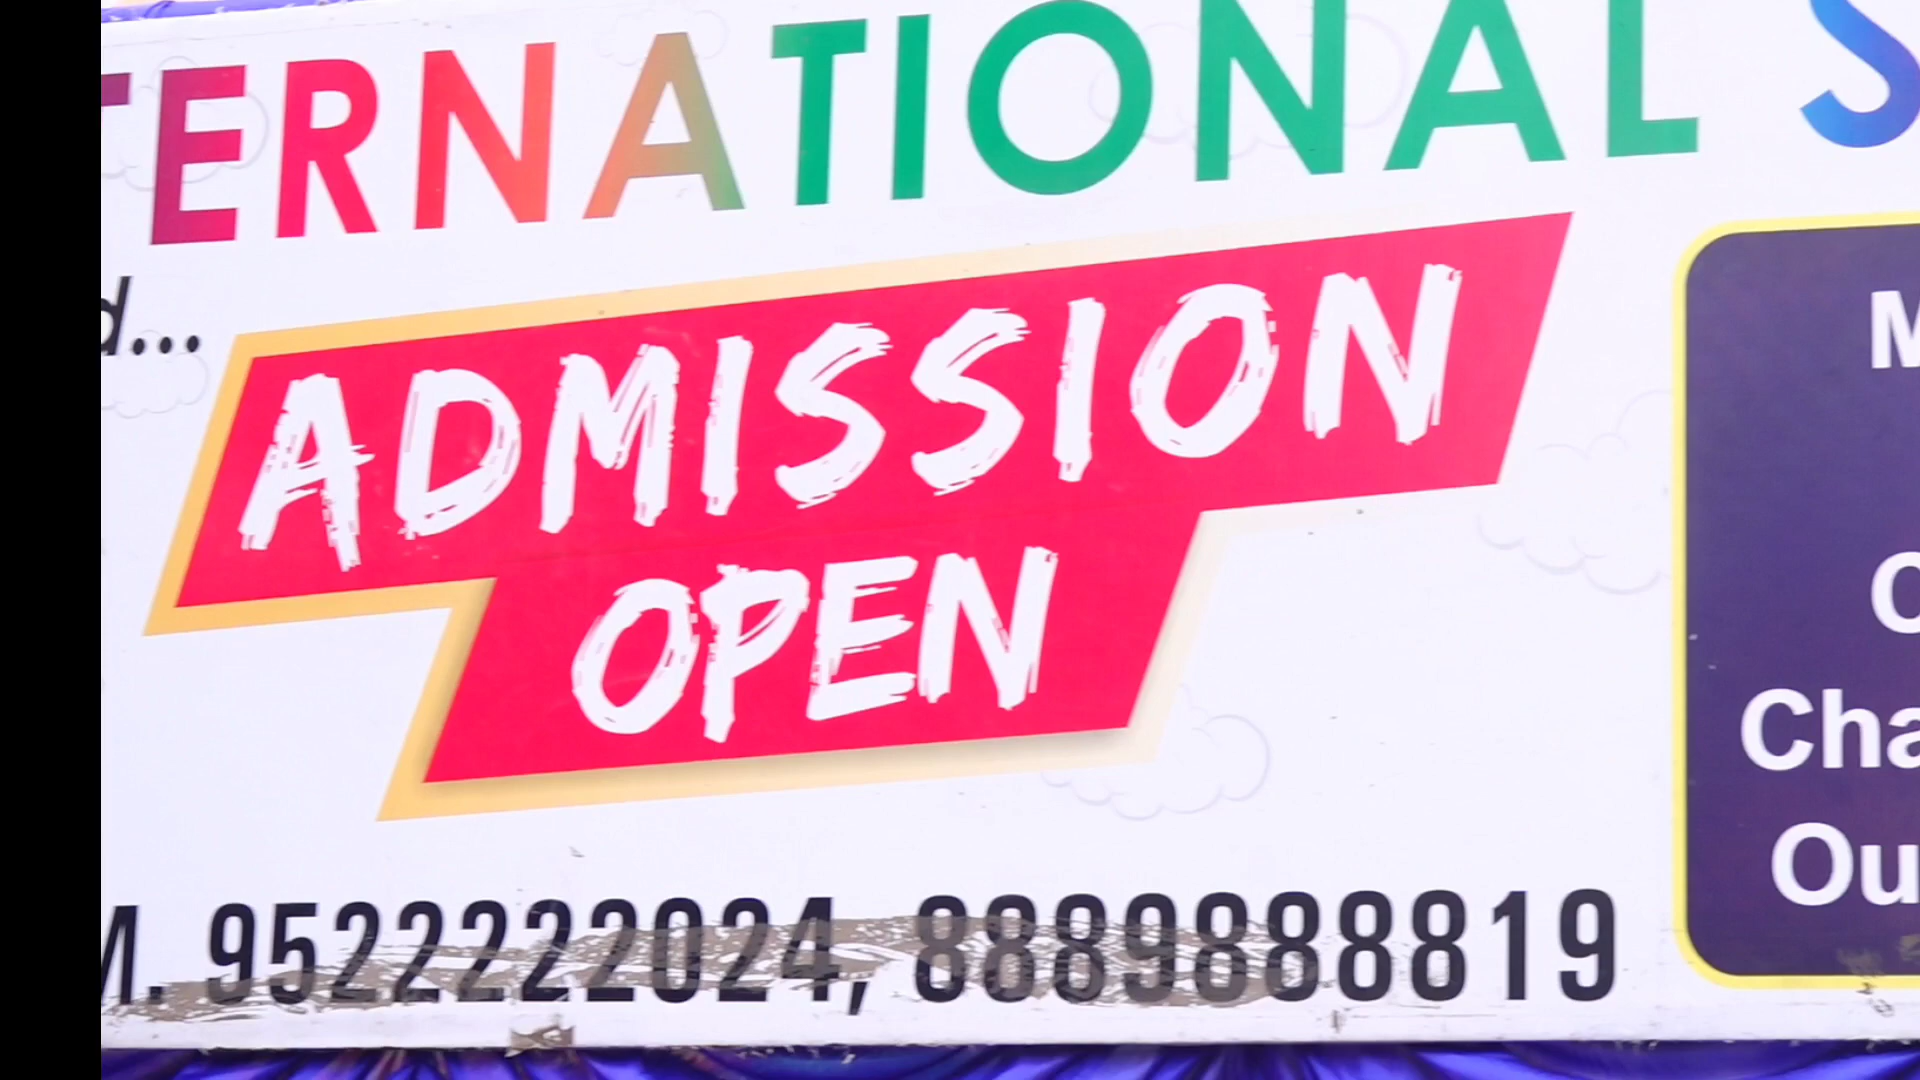 TERNATIONAL S
d...
ADMISSION
OPEN
M
C
Cha
Ou
M. 9522222024, 8889888819